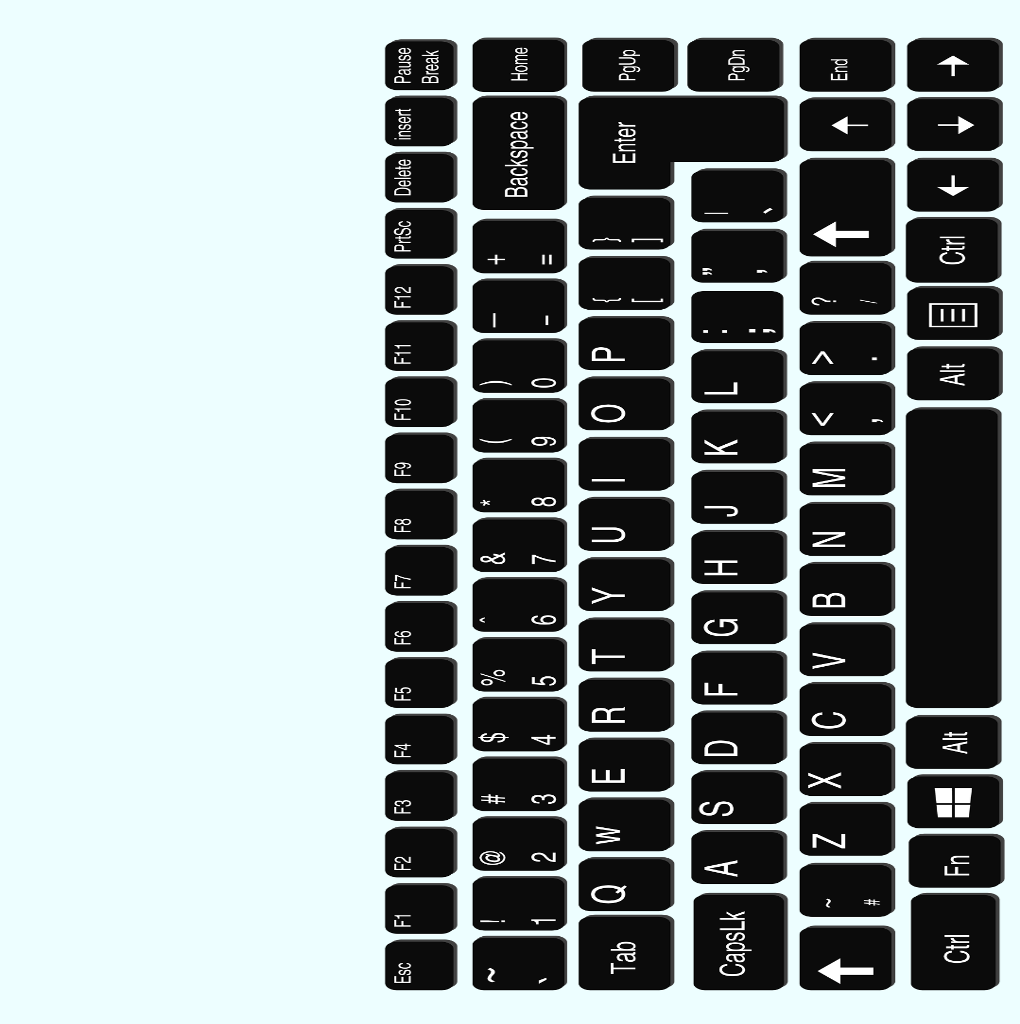 Esc F1 F2 F3 F4 F5 F6 F7 F8 F9 F10 F11 F12 PrtSc Delete insert Pause
Break
~ ! @ # $ % ^ & * ( ) _ + Backspace Home
` 1 2 3 4 5 6 7 8 9 0 - =
Tab Q w E R T Y U I O P { } Enter PgUp
[ ]
CapsLk A S D F G H J K L : " | PgDn
; ' `
~ Z X C V B N M < > ? End
# , . /
Ctrl Fn Alt Alt Ctrl